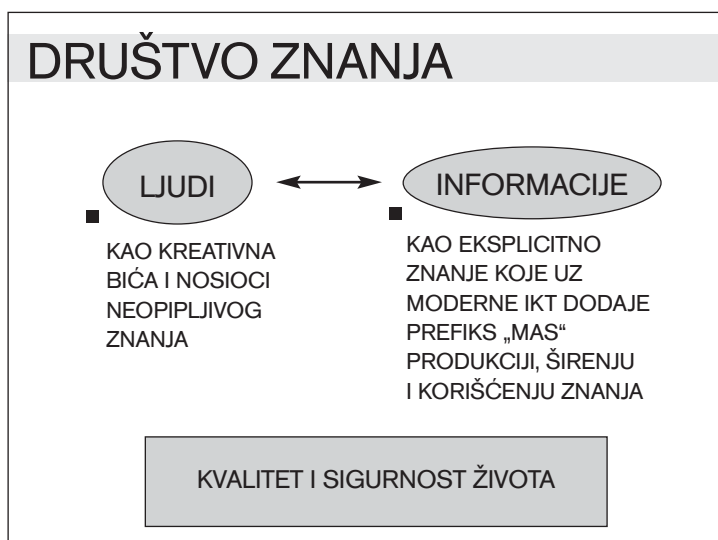 DRUŠTVO ZNANJA
LJUDI
KAO KREATIVNA
BIĆA I NOSIOCI
NEOPIPLJIVOG
ZNANJA
INFORMACIJE
KAO EKSPLICITNO
ZNANJE KOJE UZ
MODERNE IKT DODAJE
PREFIKS „MAS“
PRODUKCIJI, ŠIRENJU
I KORIŠĆENJU ZNANJA
KVALITET I SIGURNOST ŽIVOTA